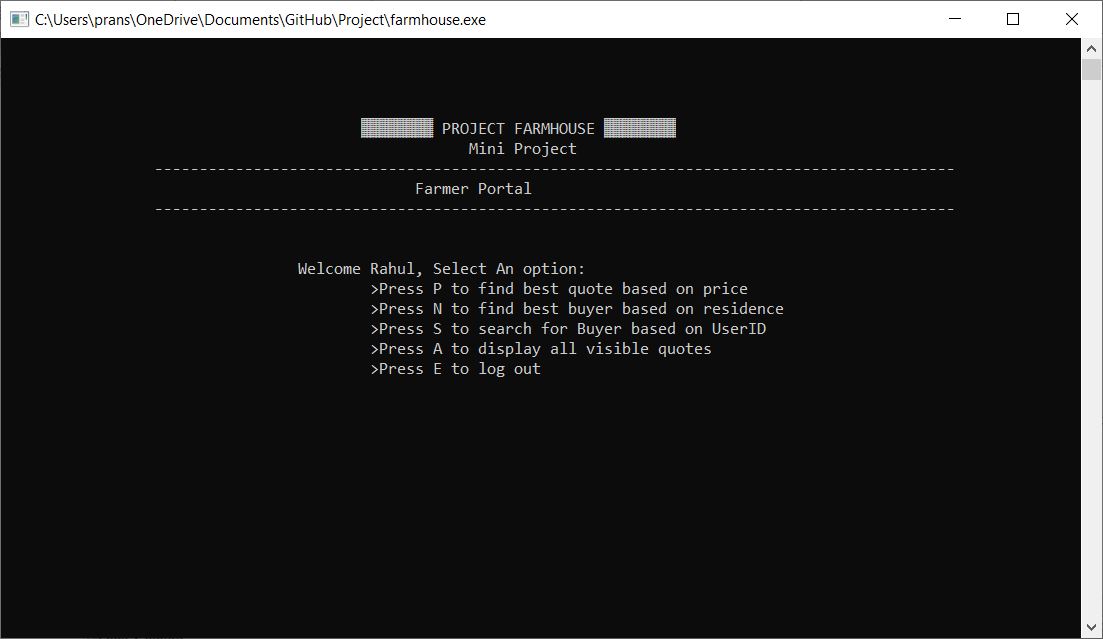 C:\Users\prans\OneDrive\Documents\GitHub\Project\farmhouse.exe
▒▒▒▒▒▒▒▒ PROJECT FARMHOUSE ▒▒▒▒▒▒▒▒
Mini Project
-----------------------------------------------------------------------------------------
Farmer Portal
-----------------------------------------------------------------------------------------
Welcome Rahul, Select An option:
>Press P to find best quote based on price
>Press N to find best buyer based on residence
>Press S to search for Buyer based on UserID
>Press A to display all visible quotes
>Press E to log out